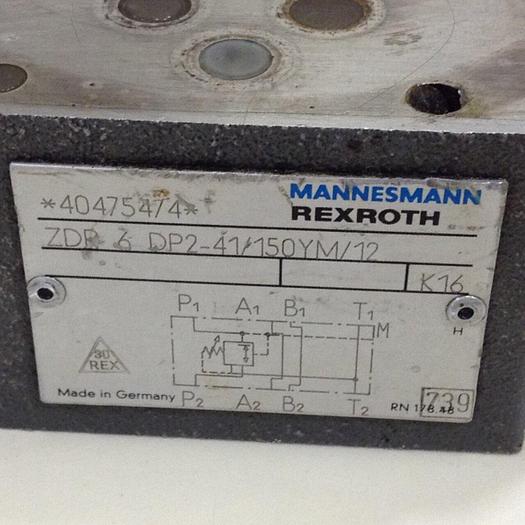 *404754/4*
MANNESMANN
REXROTH
ZDR 6 DP2-41/150YM/12
K16
P1 A1 B1 T1
M
H
30
REX
P2 A2 B2 T2
Made in Germany
RN 178.48
739